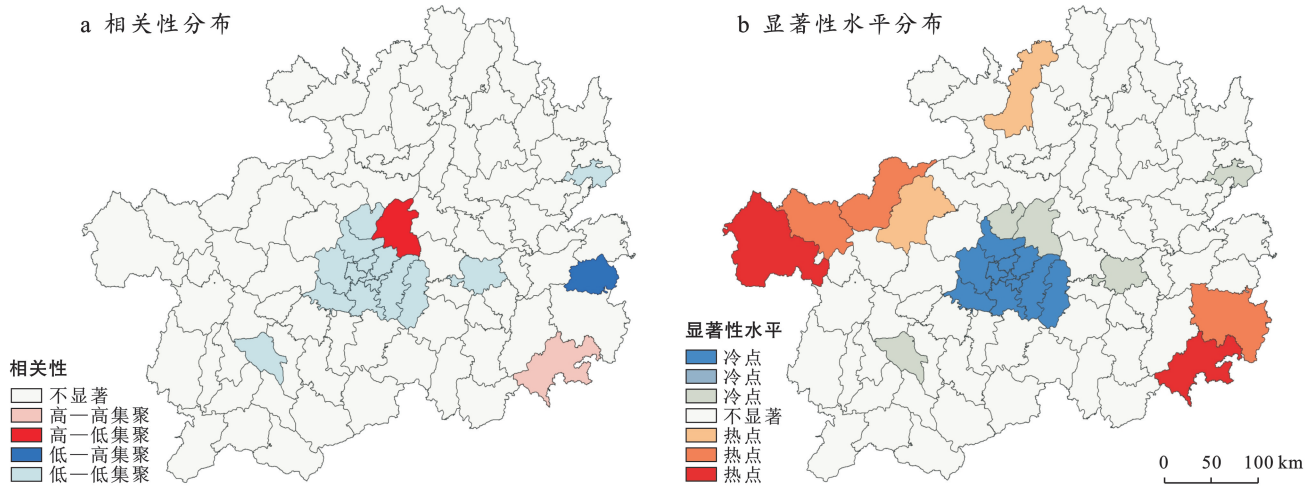 a 相关性分布
相关性
不显著
高—高集聚
高—低集聚
低—高集聚
低—低集聚
b 显著性水平分布
显著性水平
冷点
冷点
冷点
不显著
热点
热点
热点
0 50 100 km